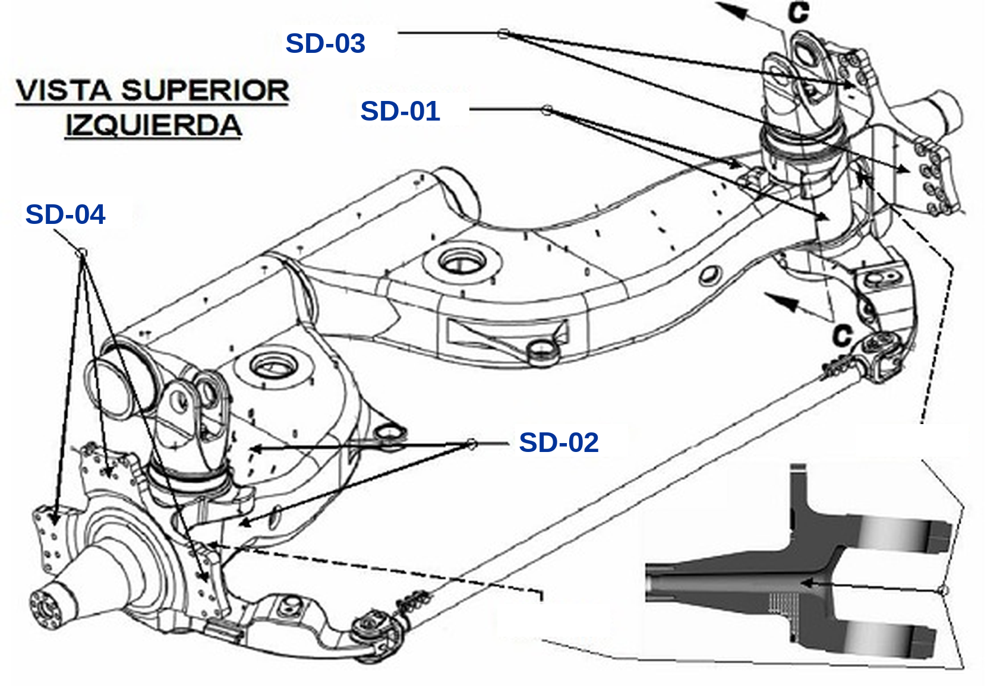 C
SD-03
VISTA SUPERIOR
IZQUIERDA
SD-01
SD-04
C
SD-02